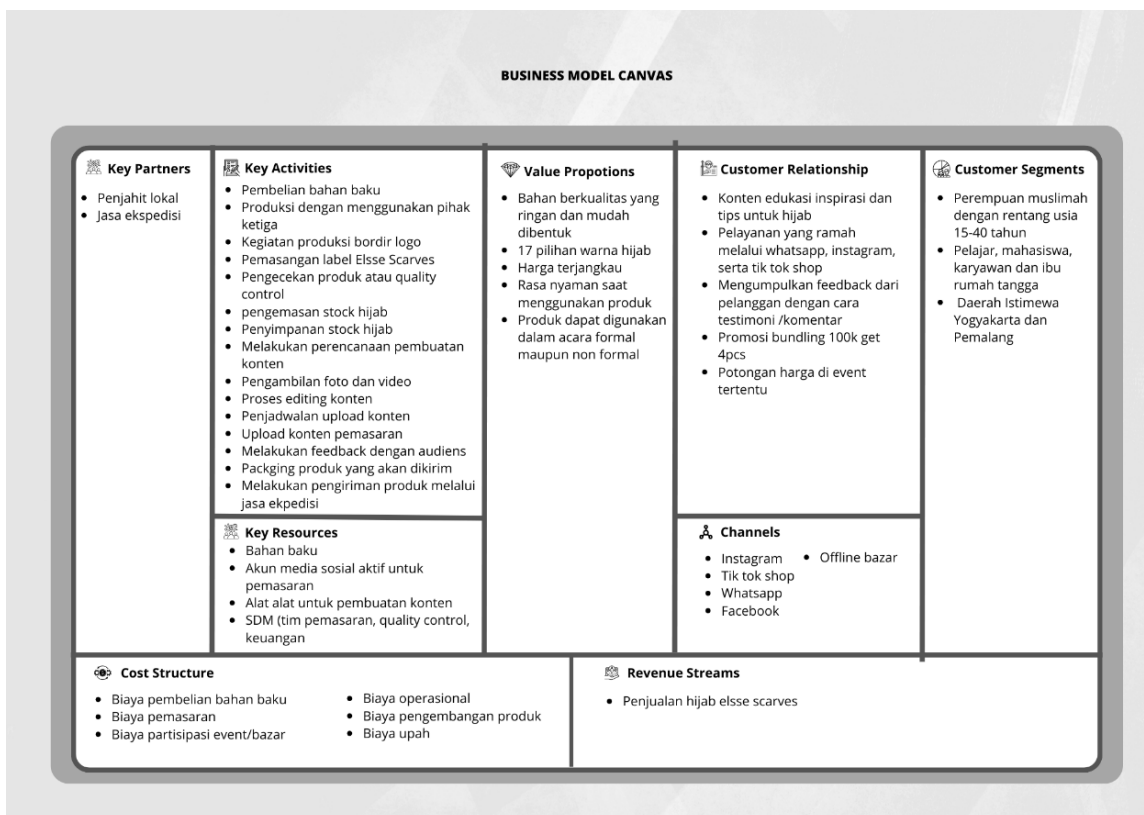 BUSINESS MODEL CANVAS
Key Partners
• Penjahit lokal
• Jasa ekspedisi
Key Activities
• Pembelian bahan baku
• Produksi dengan menggunakan pihak
ketiga
• Kegiatan produksi bordir logo
• Pemasangan label Elsse Scarves
• Pengecekan produk atau quality
control
• pengemasan stock hijab
• Penyimpanan stock hijab
• Melakukan perencanaan pembuatan
konten
• Pengambilan foto dan video
• Proses editing konten
• Penjadwalan upload konten
• Upload konten pemasaran
• Melakukan feedback dengan audiens
• Packging produk yang akan dikirim
• Melakukan pengiriman produk melalui
jasa ekpedisi
Key Resources
• Bahan baku
• Akun media sosial aktif untuk
pemasaran
• Alat alat untuk pembuatan konten
• SDM (tim pemasaran, quality control,
keuangan
Value Propotions
• Bahan berkualitas yang
ringan dan mudah
dibentuk
• 17 pilihan warna hijab
• Harga terjangkau
• Rasa nyaman saat
menggunakan produk
• Produk dapat digunakan
dalam acara formal
maupun non formal
Customer Relationship
• Konten edukasi inspirasi dan
tips untuk hijab
• Pelayanan yang ramah
melalui whatsapp, instagram,
serta tik tok shop
• Mengumpulkan feedback dari
pelanggan dengan cara
testimoni /komentar
• Promosi bundling 100k get
4pcs
• Potongan harga di event
tertentu
Channels
• Instagram
• Tik tok shop
• Whatsapp
• Facebook
• Offline bazar
Customer Segments
• Perempuan muslimah
dengan rentang usia
15-40 tahun
• Pelajar, mahasiswa,
karyawan dan ibu
rumah tangga
• Daerah Istimewa
Yogyakarta dan
Pemalang
Cost Structure
• Biaya pembelian bahan baku
• Biaya pemasaran
• Biaya partisipasi event/bazar
• Biaya operasional
• Biaya pengembangan produk
• Biaya upah
Revenue Streams
• Penjualan hijab elsse scarves